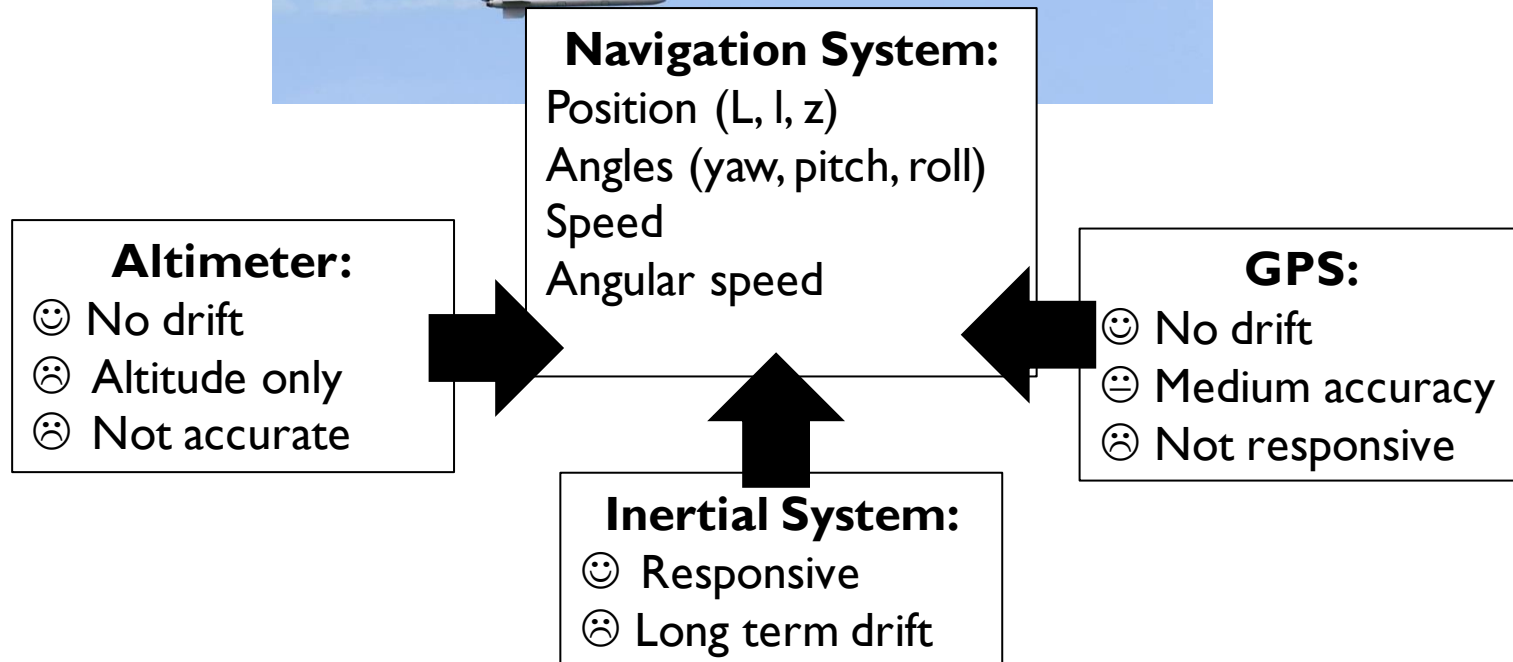 Navigation System:
Position (L, l, z)
Angles (yaw, pitch, roll)
Speed
Angular speed
Altimeter:
☺ No drift
☹ Altitude only
☹ Not accurate
GPS:
☺ No drift
😐 Medium accuracy
☹ Not responsive
Inertial System:
☺ Responsive
☹ Long term drift